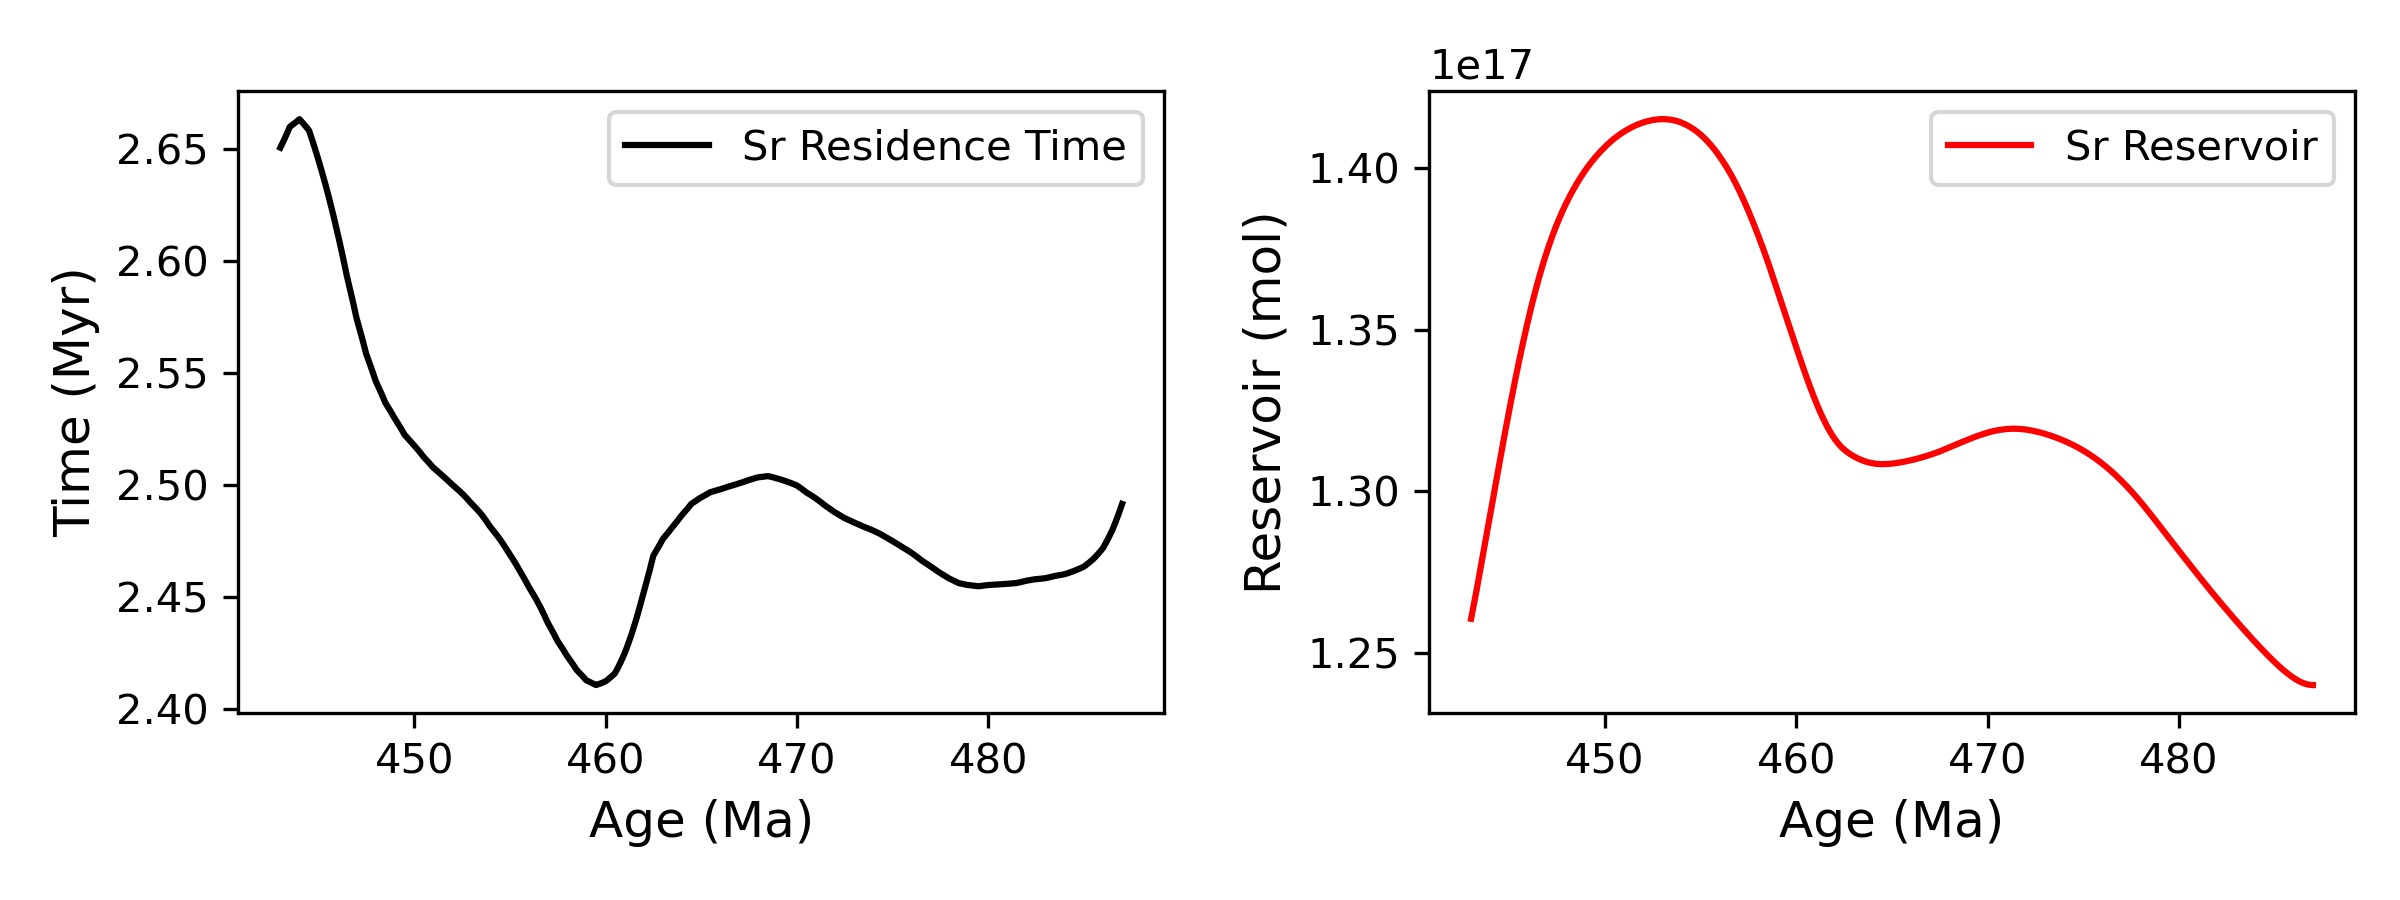 Sr Residence Time
2.65
2.60
2.55
2.50
2.45
2.40
Time (Myr)
450 460 470 480
Age (Ma)
1e17
Sr Reservoir
1.40
1.35
1.30
1.25
Reservoir (mol)
450 460 470 480
Age (Ma)